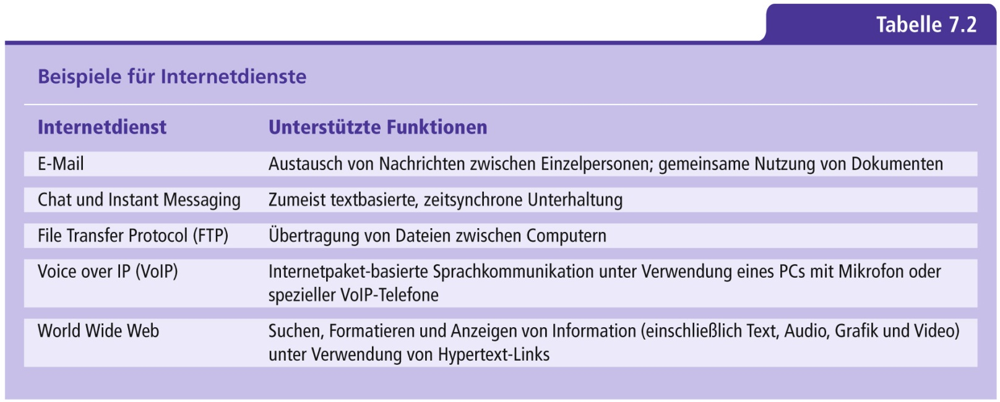 Tabelle 7.2
Beispiele für Internetdienste
Internetdienst Unterstützte Funktionen
E-Mail Austausch von Nachrichten zwischen Einzelpersonen; gemeinsame Nutzung von Dokumenten
Chat und Instant Messaging Zumeist textbasierte, zeitsynchrone Unterhaltung
File Transfer Protocol (FTP) Übertragung von Dateien zwischen Computern
Voice over IP (VoIP) Internetpaket-basierte Sprachkommunikation unter Verwendung eines PCs mit Mikrofon oder
spezieller VoIP-Telefone
World Wide Web Suchen, Formatieren und Anzeigen von Information (einschließlich Text, Audio, Grafik und Video)
unter Verwendung von Hypertext-Links